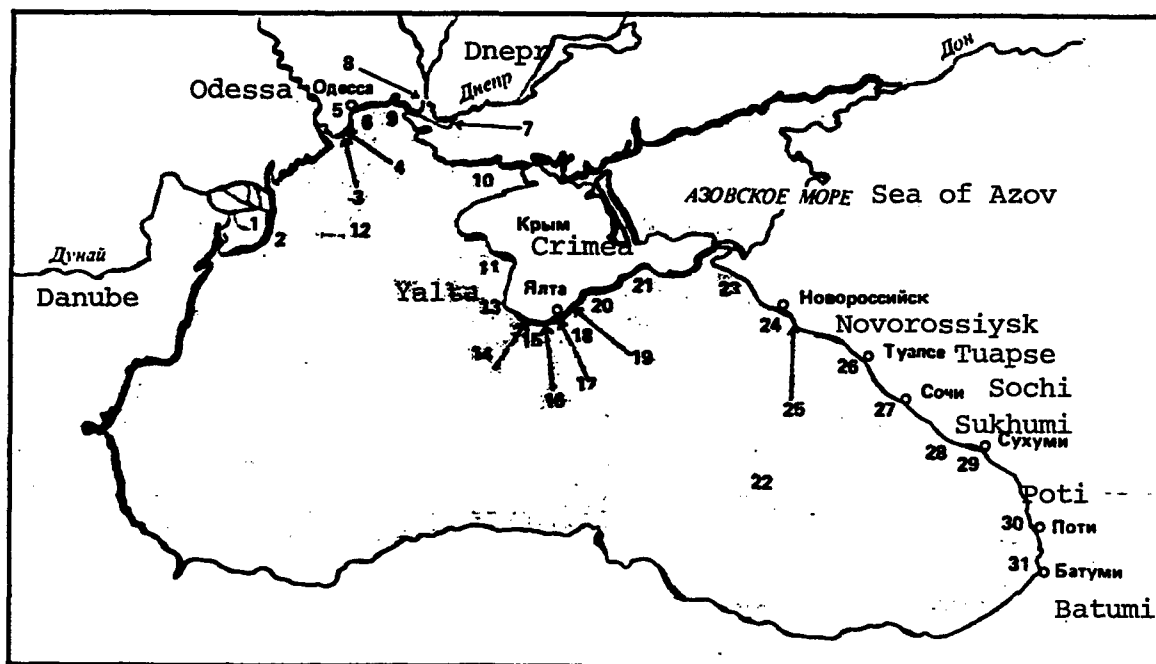 Dnepr
8
Дон
Odessa
Одесса
Днепр
5
6
9
7
4
3
10
АЗОВСКОЕ МОРЕ Sea of Azov
1
2
12
Крым
Crimea
Дунай
11
21
23
Danube
Yalta
Ялта
13
20
Новороссийск
24
Novorossiysk
14
15
18
19
Туапсе
Tuapse
26
16
17
25
27
Сочи
Sochi
Sukhumi
28
29
Сухуми
22
Poti
30
Поти
31
Батуми
Batumi